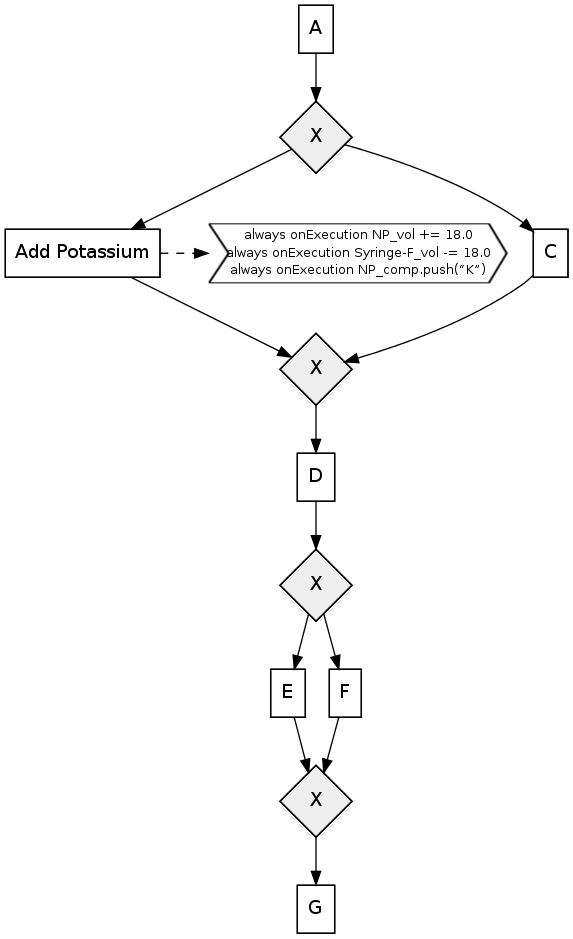 A
X
Add Potassium
always onExecution NP_vol += 18.0
always onExecution Syringe-F_vol -= 18.0
always onExecution NP_comp.push(“K”)
C
X
D
X
E
F
X
G